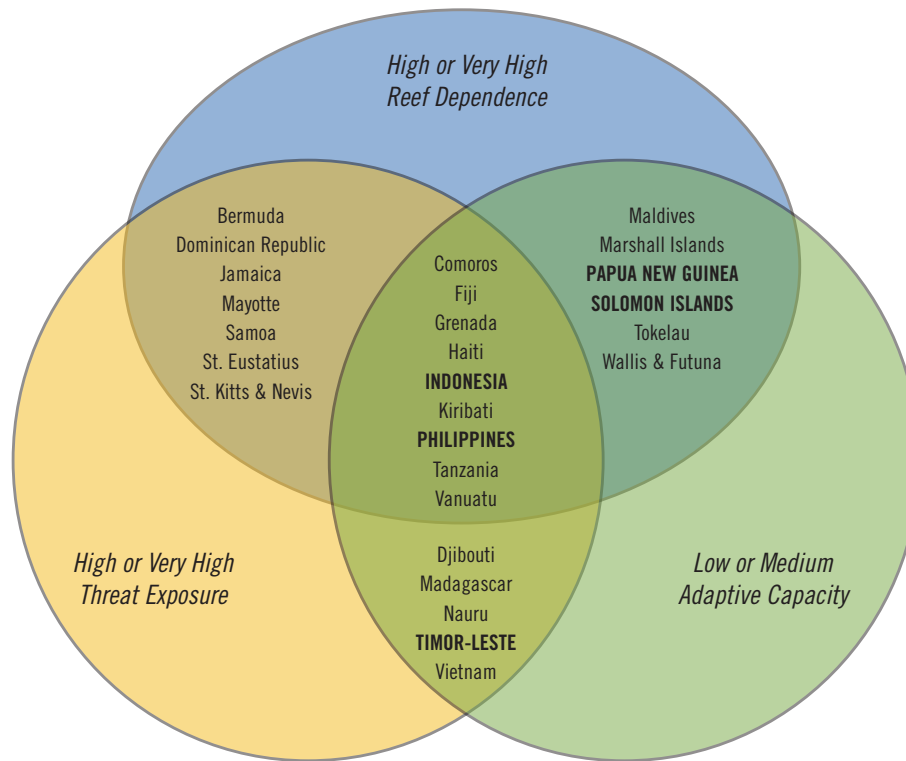 High or Very High
Reef Dependence
Bermuda
Dominican Republic
Jamaica
Mayotte
Samoa
St. Eustatius
St. Kitts & Nevis
Comoros
Fiji
Grenada
Haiti
INDONESIA
Kiribati
PHILIPPINES
Tanzania
Vanuatu
Maldives
Marshall Islands
PAPUA NEW GUINEA
SOLOMON ISLANDS
Tokelau
Wallis & Futuna
High or Very High
Threat Exposure
Djibouti
Madagascar
Nauru
TIMOR-LESTE
Vietnam
Low or Medium
Adaptive Capacity